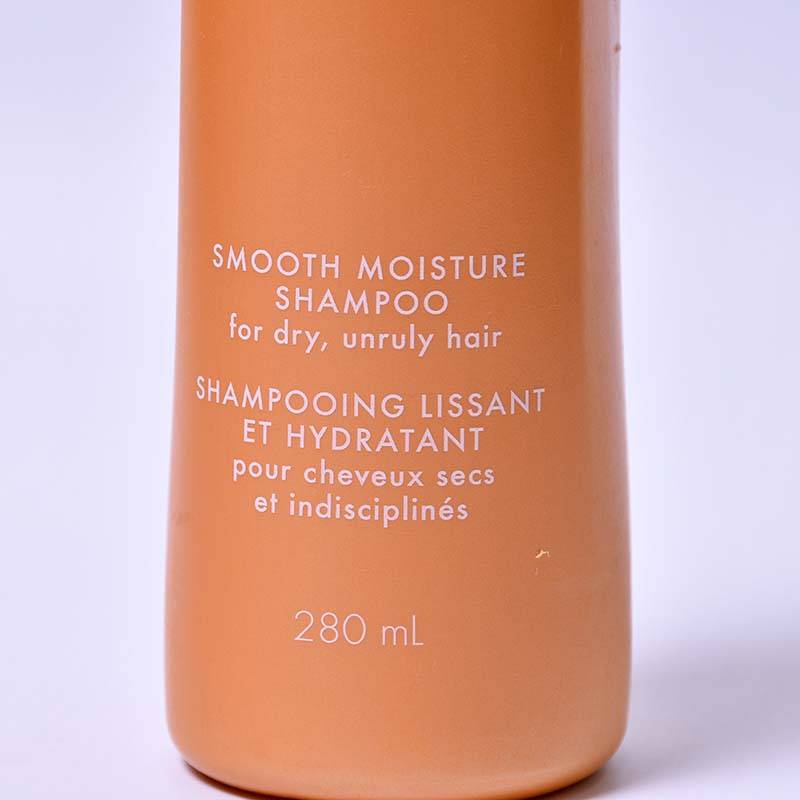 SMOOTH MOISTURE
SHAMPOO
for dry, unruly hair
SHAMPOOING LISSANT
ET HYDRATANT
pour cheveux secs
et indisciplinés
280 mL